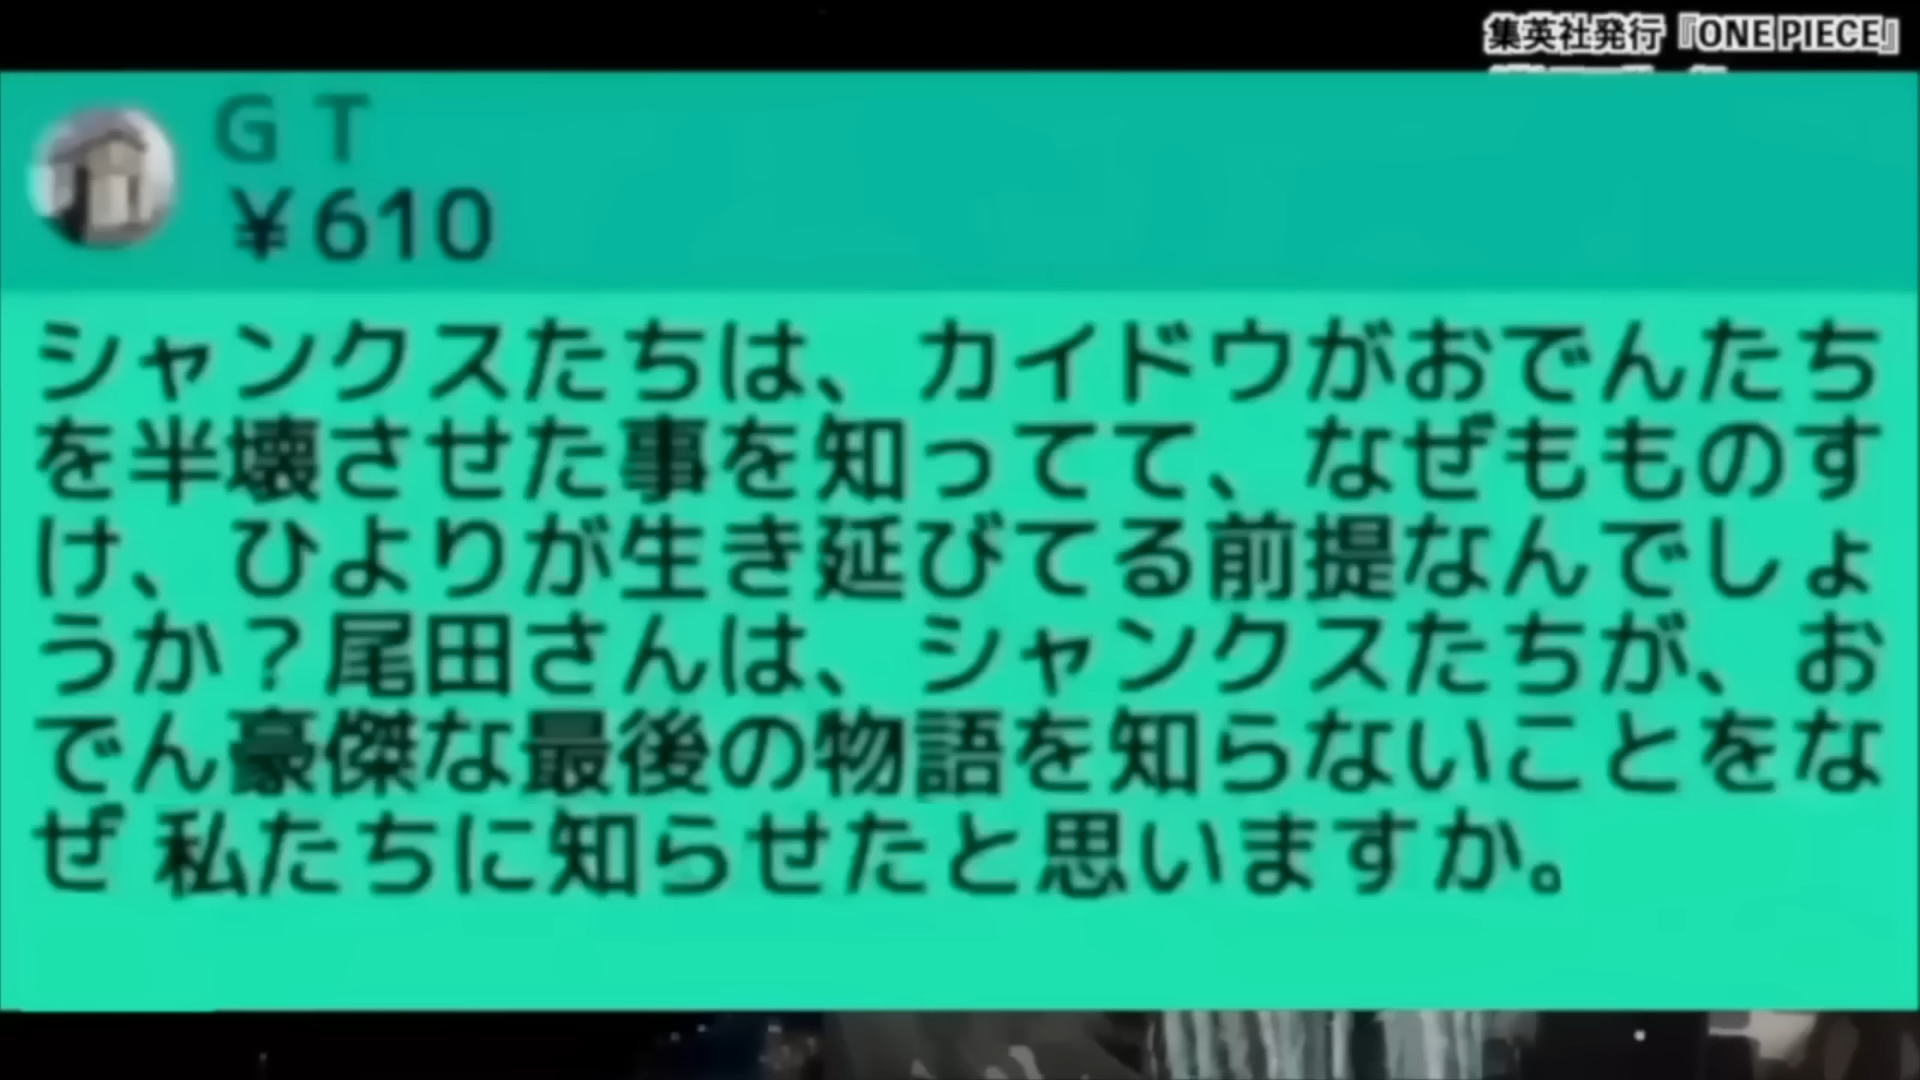 集英社発行『ONE PIECE』
G T
￥610
シャンクスたちは、カイドウがおでんたち
を半壊させた事を知ってて、なぜもものす
け、ひよりが生き延びてる前提なんでしょ
うか？尾田さんは、シャンクスたちが、お
でん豪傑な最後の物語を知らないことをな
ぜ 私たちに知らせたと思いますか。